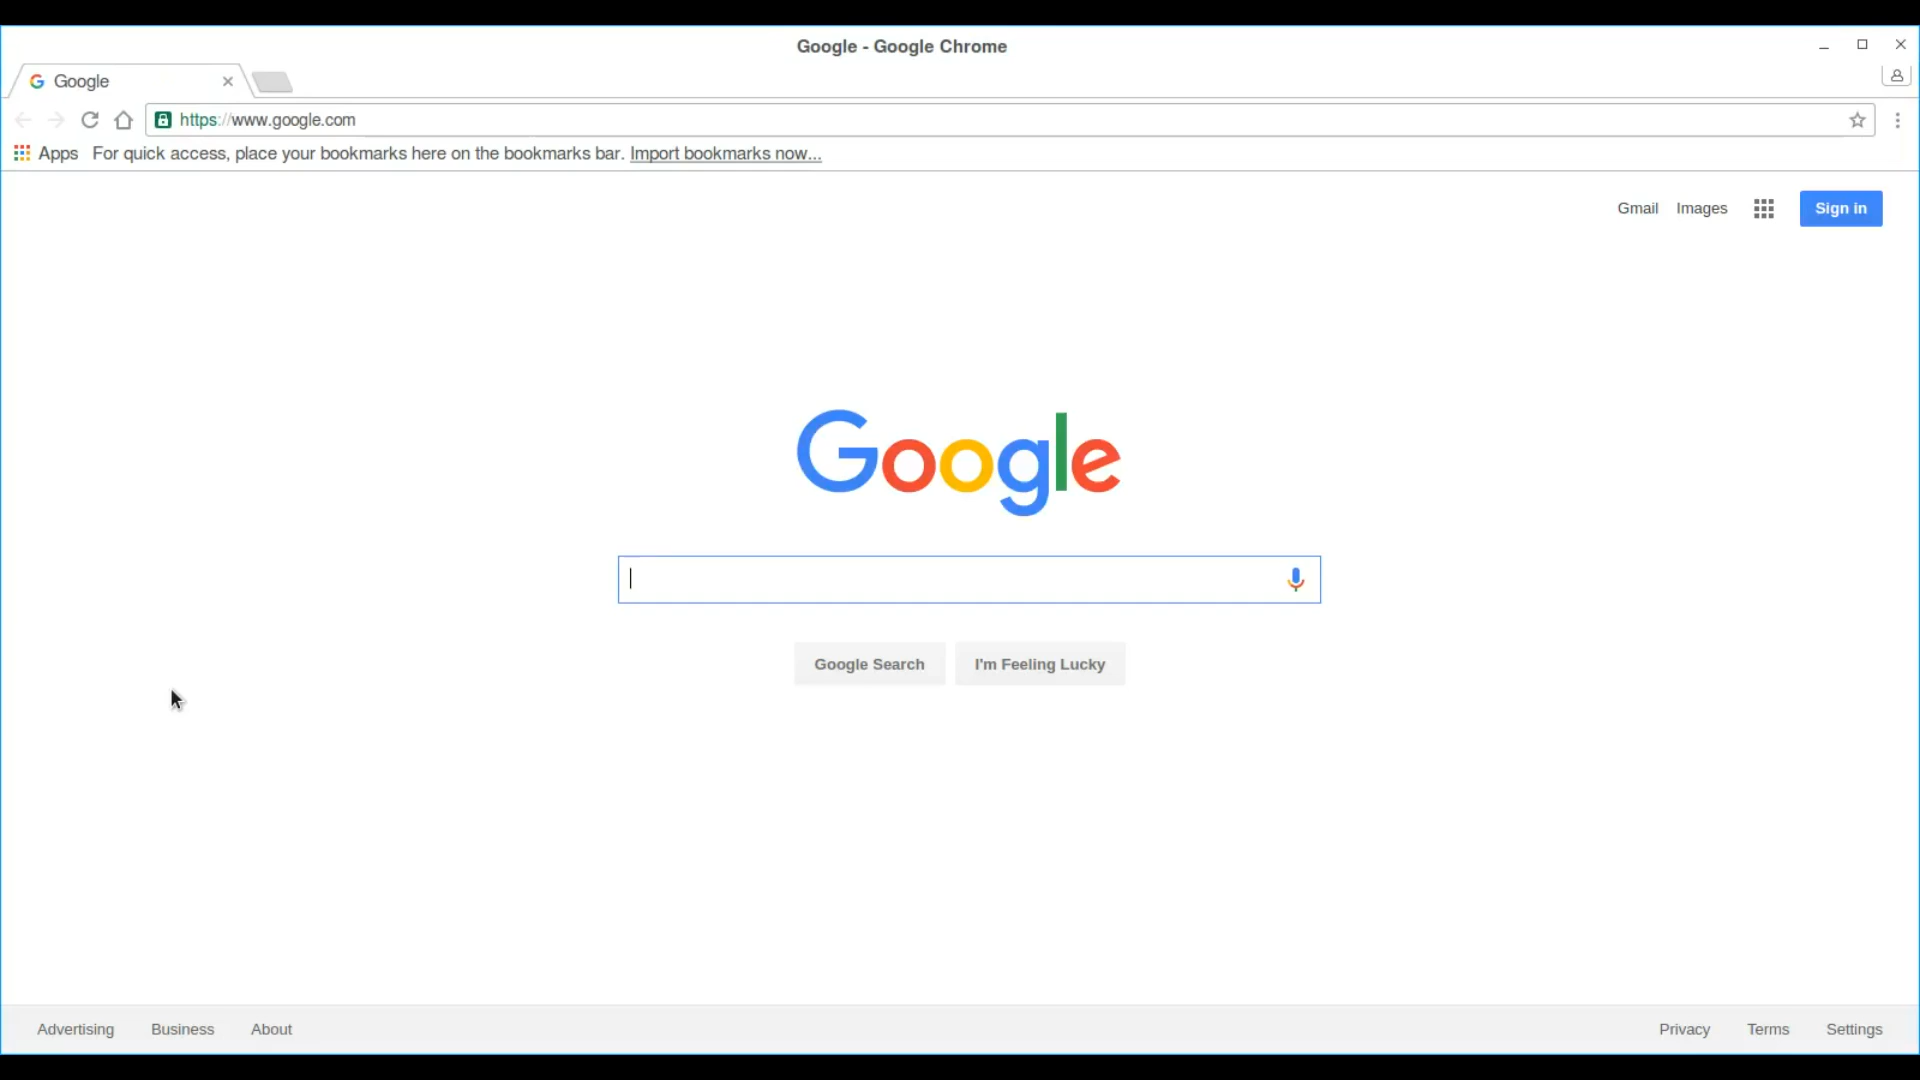 Google - Google Chrome
Google
https://www.google.com
Apps For quick access, place your bookmarks here on the bookmarks bar. Import bookmarks now...
Gmail Images Sign in
Google
Google Search I'm Feeling Lucky
Advertising Business About Privacy Terms Settings